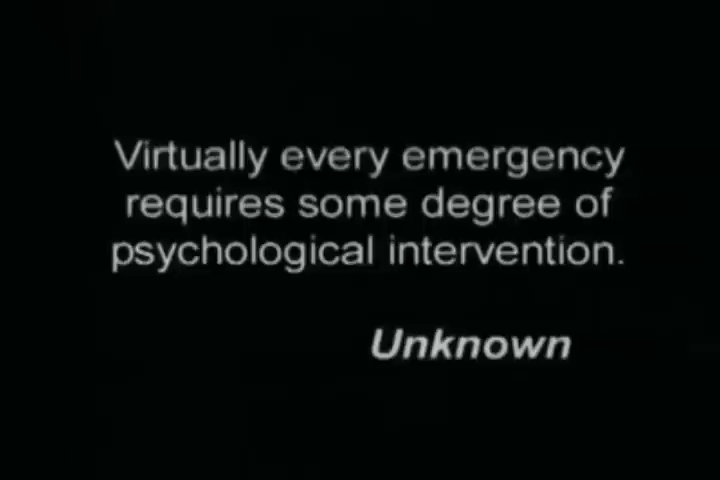 Virtually every emergency
requires some degree of
psychological intervention.
Unknown